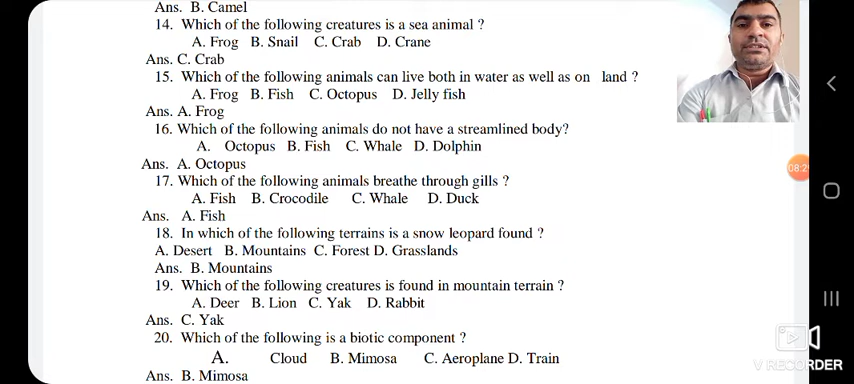 Ans. B. Camel
14. Which of the following creatures is a sea animal ?
A. Frog B. Snail C. Crab D. Crane
Ans. C. Crab
15. Which of the following animals can live both in water as well as on land ?
A. Frog B. Fish C. Octopus D. Jelly fish
Ans. A. Frog
16. Which of the following animals do not have a streamlined body?
A. Octopus B. Fish C. Whale D. Dolphin
Ans. A. Octopus
17. Which of the following animals breathe through gills ?
A. Fish B. Crocodile C. Whale D. Duck
Ans. A. Fish
18. In which of the following terrains is a snow leopard found ?
A. Desert B. Mountains C. Forest D. Grasslands
Ans. B. Mountains
19. Which of the following creatures is found in mountain terrain ?
A. Deer B. Lion C. Yak D. Rabbit
Ans. C. Yak
20. Which of the following is a biotic component ?
A. Cloud B. Mimosa C. Aeroplane D. Train
Ans. B. Mimosa
V RECORDER